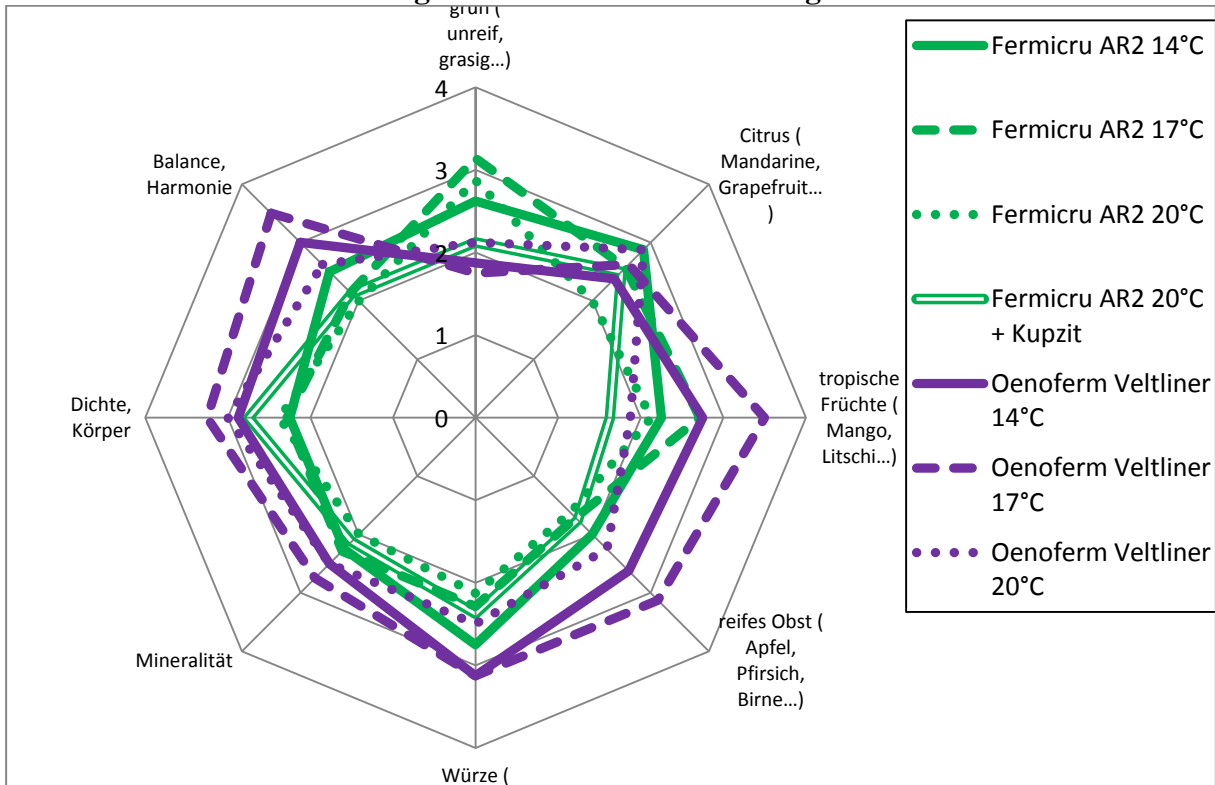 grün (
unreif,
grasig...)
4
3
2
1
0
Citrus (
Mandarine,
Grapefruit...
)
tropische
Früchte (
Mango,
Litschi...)
reifes Obst (
Apfel,
Pfirsich,
Birne...)
Würze (
Mineralität
Dichte,
Körper
Balance,
Harmonie
Fermicru AR2 14°C
Fermicru AR2 17°C
Fermicru AR2 20°C
Fermicru AR2 20°C
+ Kupzit
Oenoferm Veltliner
14°C
Oenoferm Veltliner
17°C
Oenoferm Veltliner
20°C